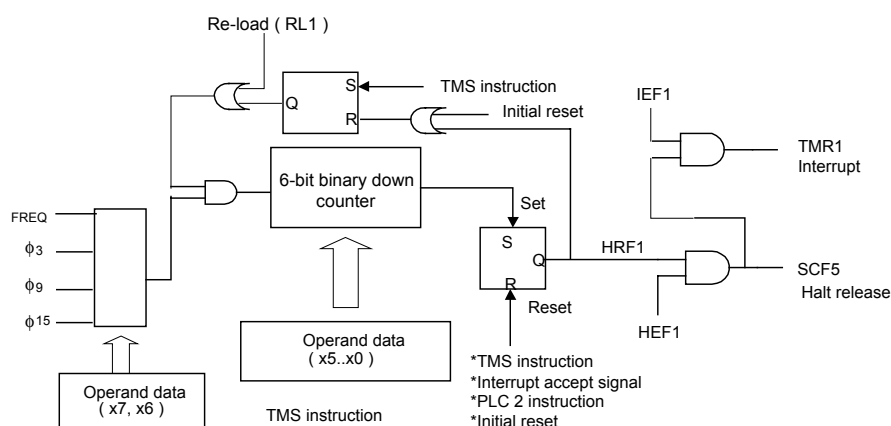 Re-load ( RL1 )
S
TMS instruction
Q
R
Initial reset
IEF1
TMR1
Interrupt
6-bit binary down
counter
FREQ
Set
S
Q
HRF1
R
ϕ3
ϕ9
ϕ15
SCF5
Halt release
Reset
HEF1
Operand data
( x5..x0 )
*TMS instruction
*Interrupt accept signal
*PLC 2 instruction
*Initial reset
Operand data
( x7, x6 )
TMS instruction